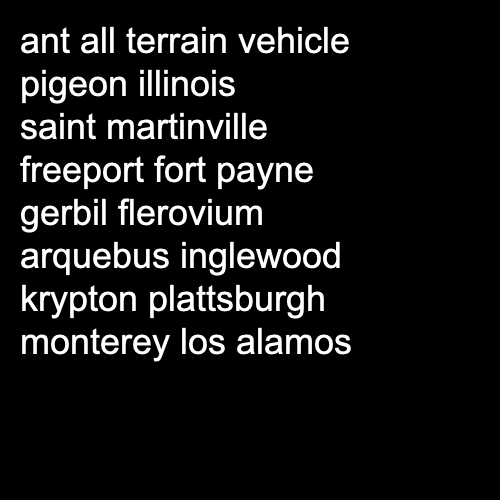 ant all terrain vehicle
pigeon illinois
saint martinville
freeport fort payne
gerbil flerovium
arquebus inglewood
krypton plattsburgh
monterey los alamos